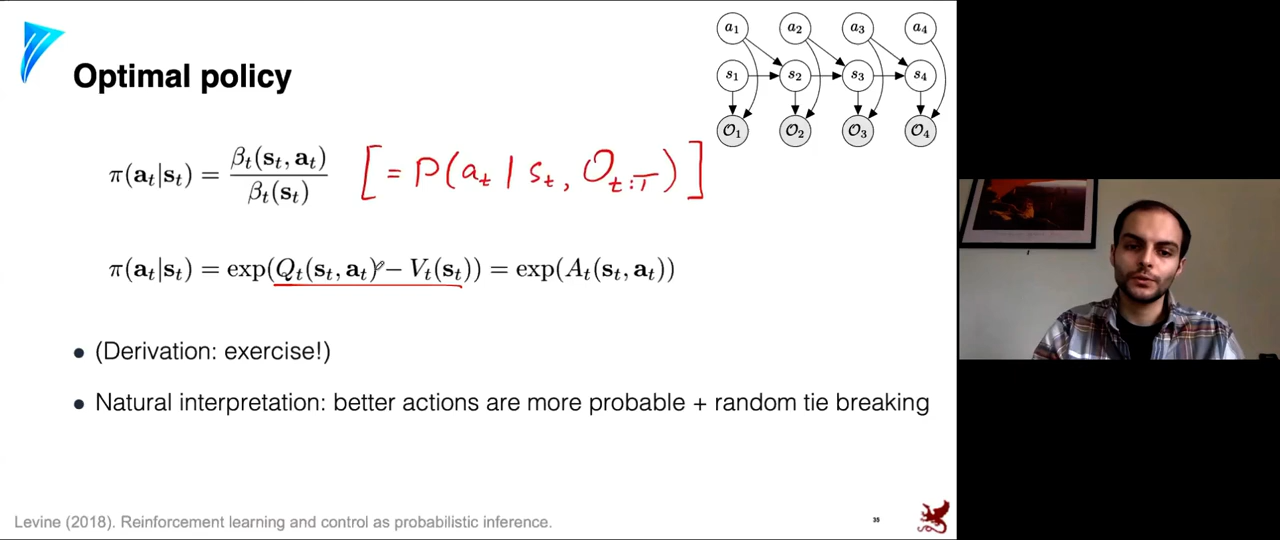 Optimal policy
a₁ a₂ a₃ a₄
s₁ s₂ s₃ s₄
𝒪₁ 𝒪₂ 𝒪₃ 𝒪₄
π(𝐚ₜ|𝐬ₜ) = βₜ(𝐬ₜ, 𝐚ₜ) / βₜ(𝐬ₜ) [= P(aₜ | sₜ, O_{t:T})]
π(𝐚ₜ|𝐬ₜ) = exp(Qₜ(𝐬ₜ, 𝐚ₜ) − Vₜ(𝐬ₜ)) = exp(Aₜ(𝐬ₜ, 𝐚ₜ))
• (Derivation: exercise!)
• Natural interpretation: better actions are more probable + random tie breaking
Levine (2018). Reinforcement learning and control as probabilistic inference.
35